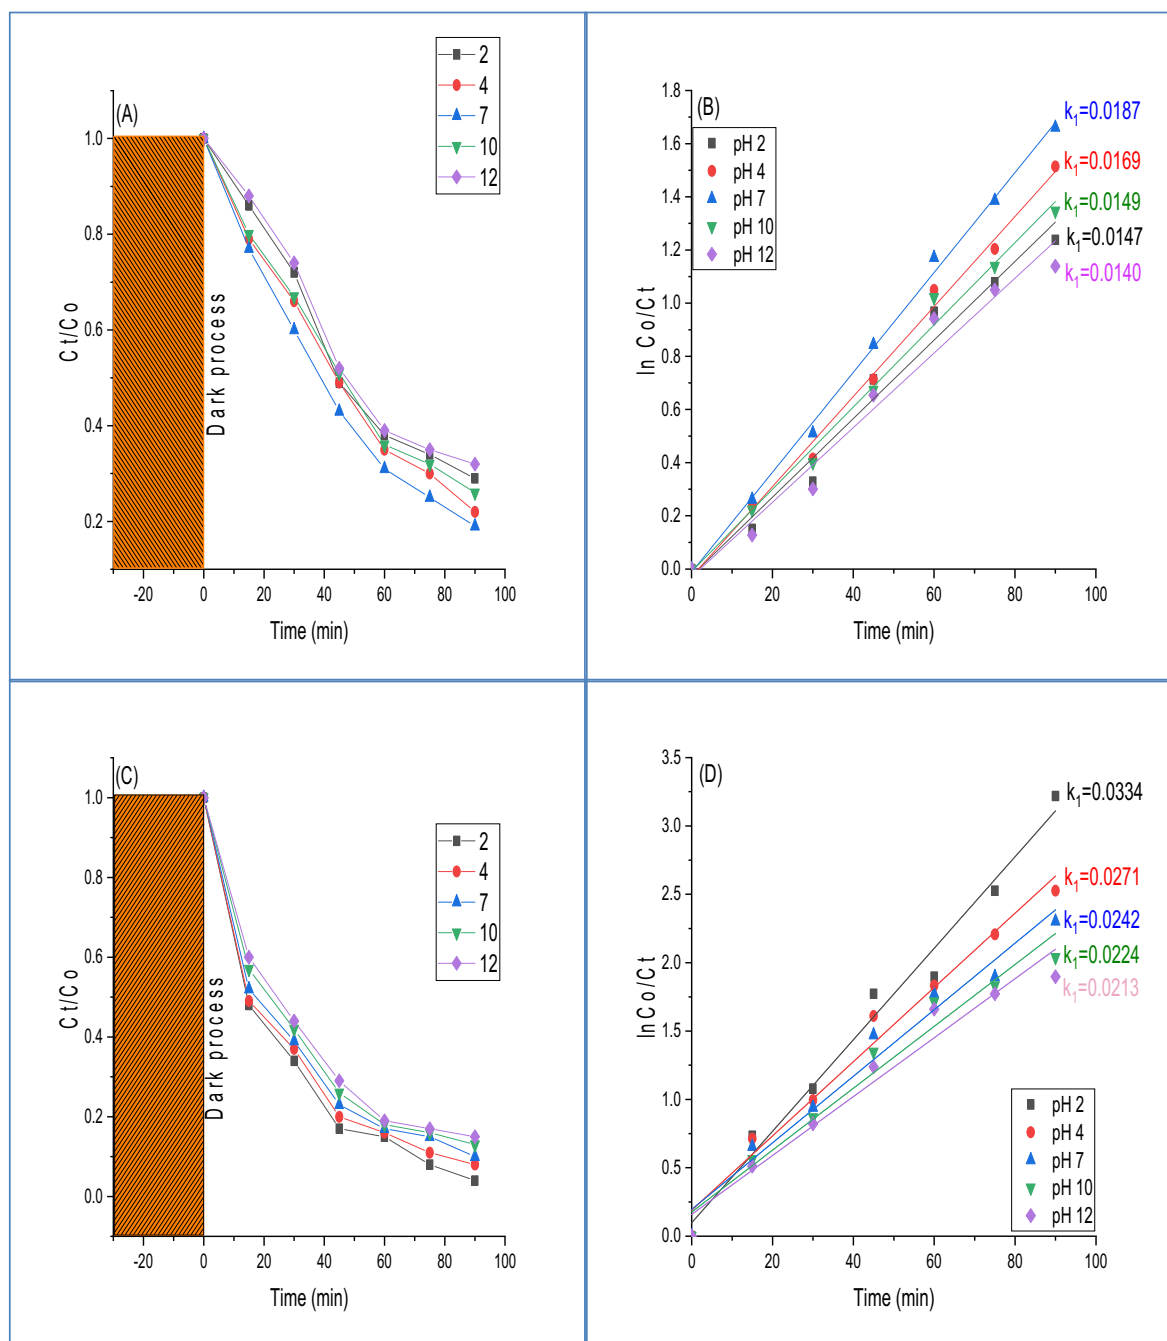 (A)
2
4
7
10
12
1.0
0.8
0.6
0.4
0.2
Ct/Co
Dark process
-20 0 20 40 60 80 100
Time (min)
(B)
pH 2
pH 4
pH 7
pH 10
pH 12
k1=0.0187
k1=0.0169
k1=0.0149
k1=0.0147
k1=0.0140
1.8
1.6
1.4
1.2
1.0
0.8
0.6
0.4
0.2
0.0
ln Co/Ct
0 20 40 60 80 100
Time (min)
(C)
2
4
7
10
12
1.0
0.8
0.6
0.4
0.2
0.0
Ct/Co
Dark process
-20 0 20 40 60 80 100
Time (min)
(D)
k1=0.0334
k1=0.0271
k1=0.0242
k1=0.0224
k1=0.0213
pH 2
pH 4
pH 7
pH 10
pH 12
3.5
3.0
2.5
2.0
1.5
1.0
0.5
0.0
ln Co/Ct
0 20 40 60 80 100
Time (min)